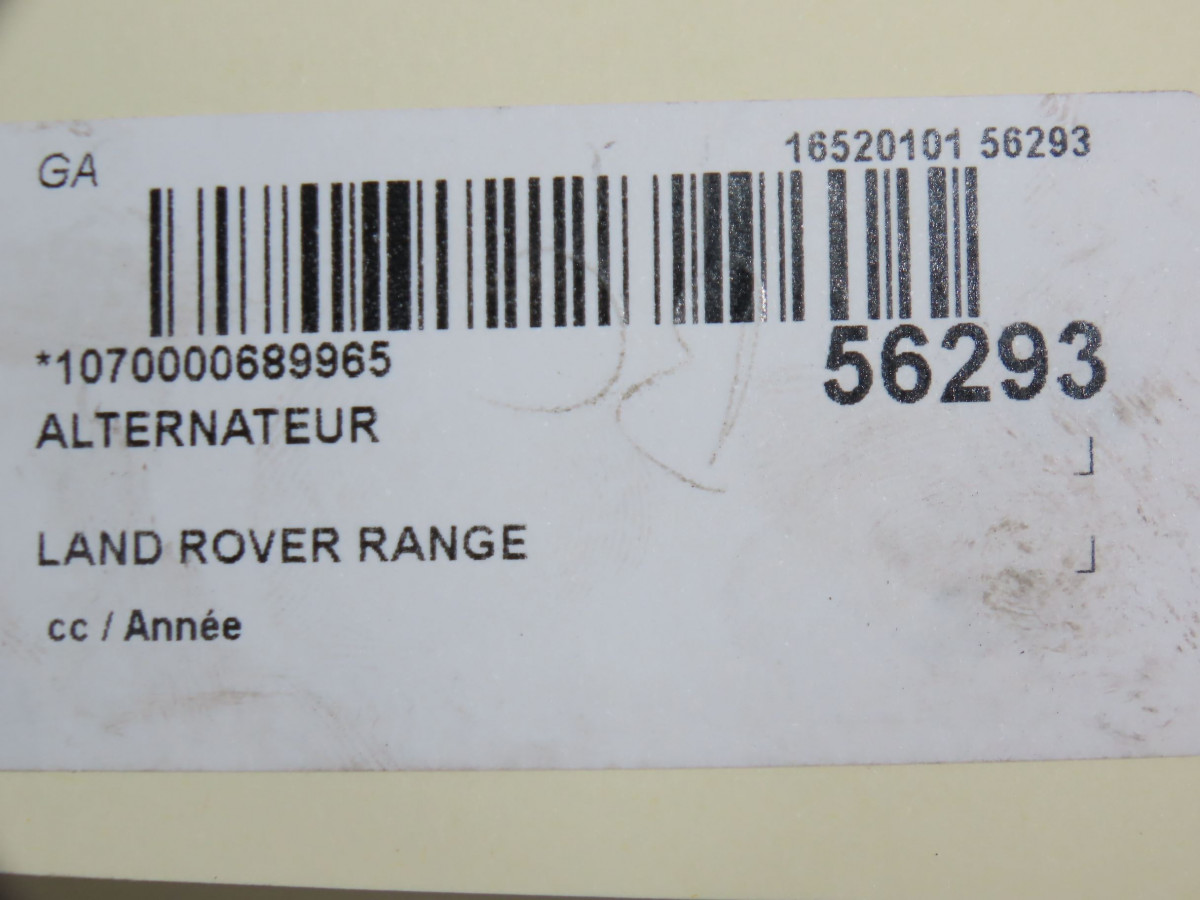 GA
16520101 56293
*1070000689965
56293
ALTERNATEUR
LAND ROVER RANGE
cc / Année